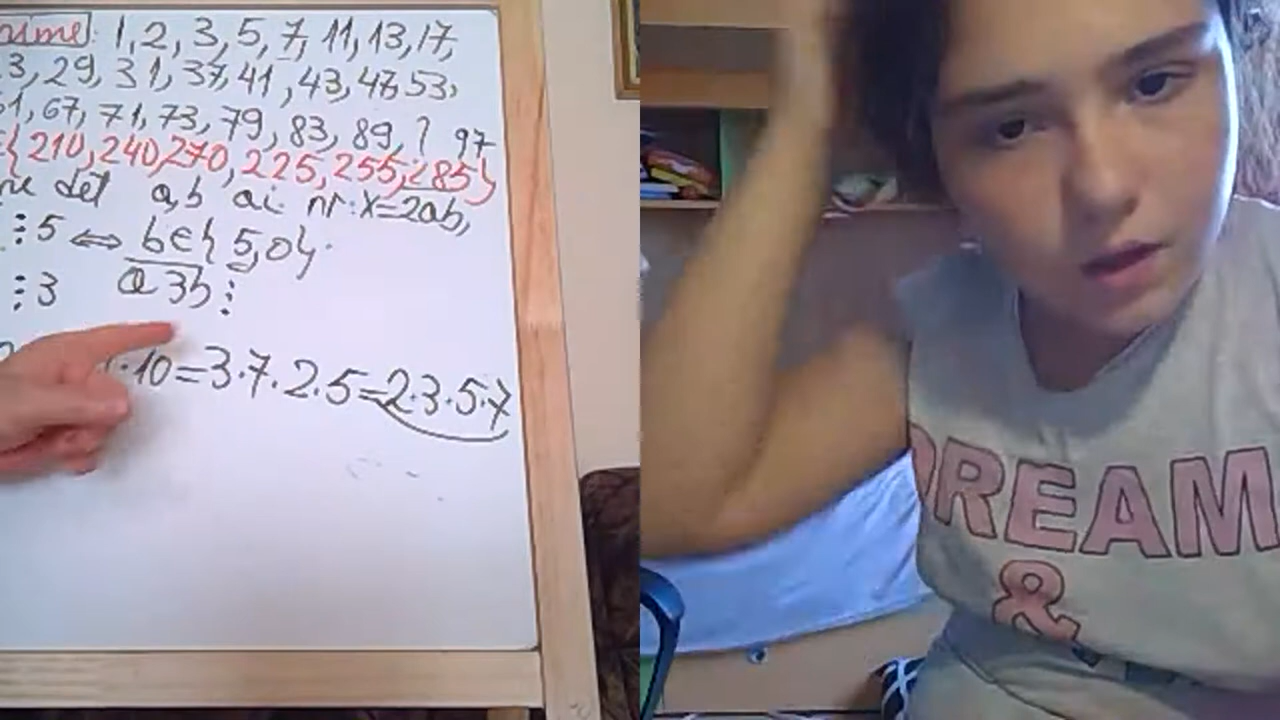 1, 2, 3, 5, 7, 11, 13, 17,
3, 29, 31, 37, 41, 43, 47, 53,
61, 67, 71, 73, 79, 83, 89, ? 97
={210, 240, 270, 225, 255, 285}
det a,b ai nr: x=2ab,
⋮5 ⟺ b∈{5,0}.
⋮3 a3b ⋮
·10=3·7·2·5=2·3·5·7
DREAM
&